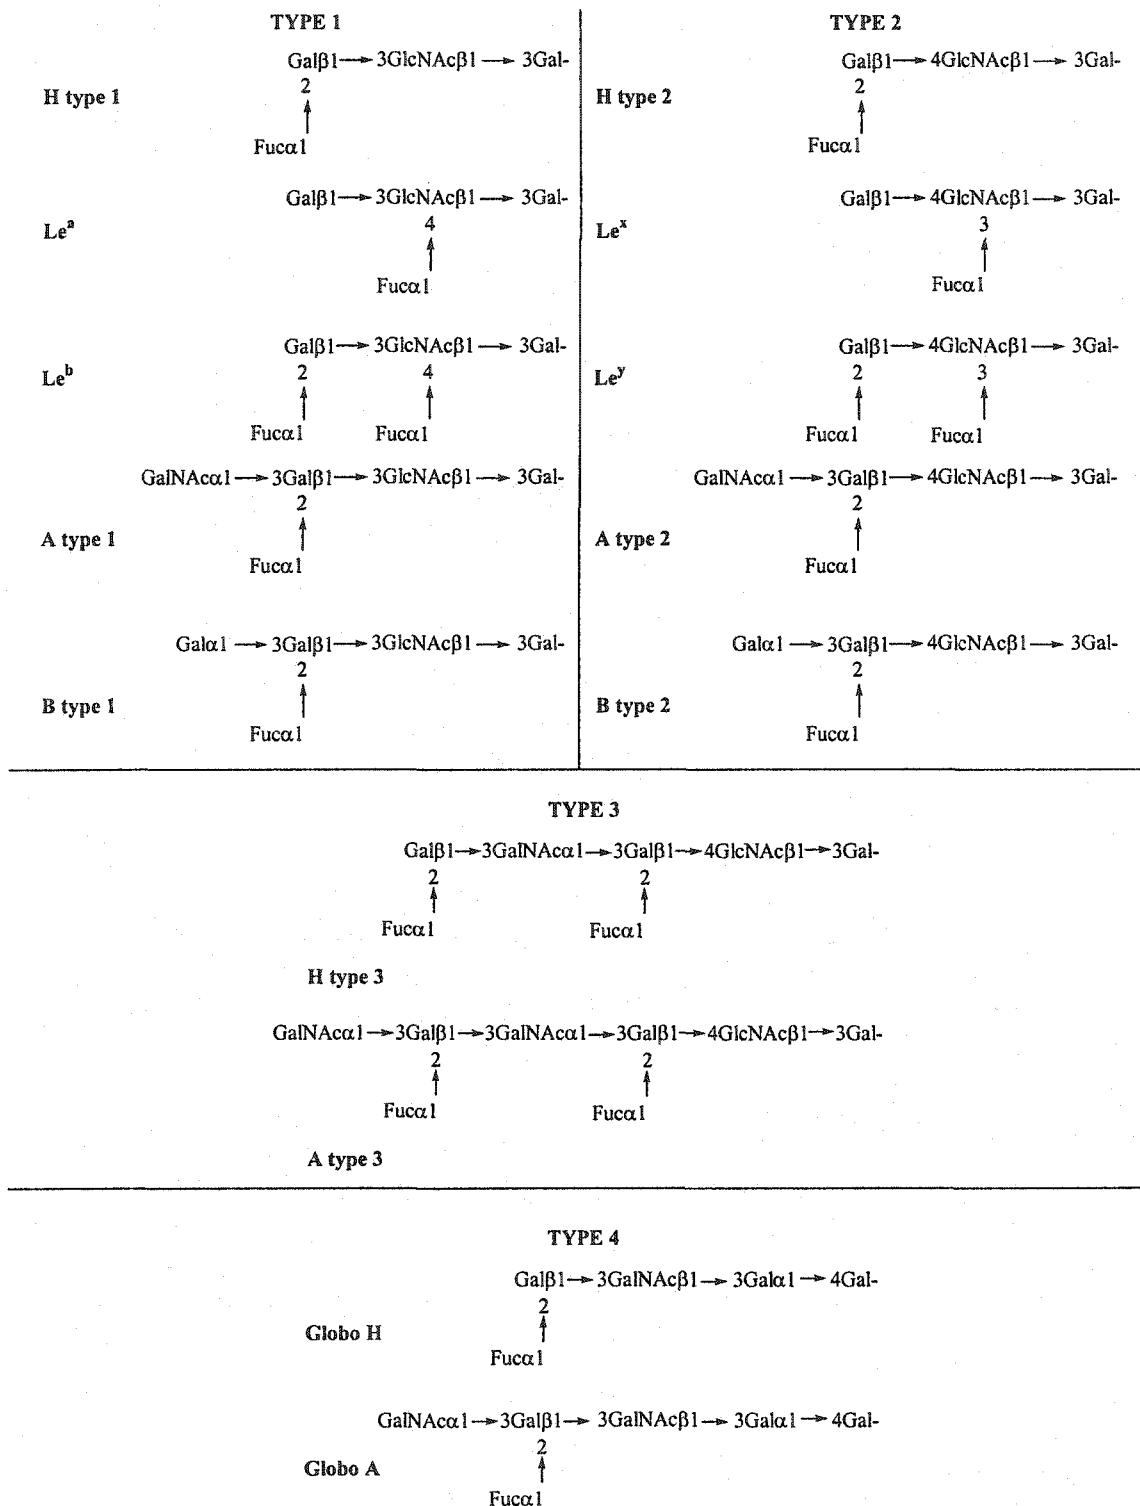 TYPE 1
Galβ1→3GlcNAcβ1→3Gal-
2
H type 1
↑
Fucα1
Galβ1→3GlcNAcβ1→3Gal-
4
Leᵃ
↑
Fucα1
Galβ1→3GlcNAcβ1→3Gal-
2 4
Leᵇ
↑ ↑
Fucα1 Fucα1
GalNAcα1→3Galβ1→3GlcNAcβ1→3Gal-
2
A type 1
↑
Fucα1
Galα1→3Galβ1→3GlcNAcβ1→3Gal-
2
B type 1
↑
Fucα1
TYPE 2
Galβ1→4GlcNAcβ1→3Gal-
2
H type 2
↑
Fucα1
Galβ1→4GlcNAcβ1→3Gal-
3
Leˣ
↑
Fucα1
Galβ1→4GlcNAcβ1→3Gal-
2 3
Leʸ
↑ ↑
Fucα1 Fucα1
GalNAcα1→3Galβ1→4GlcNAcβ1→3Gal-
2
A type 2
↑
Fucα1
Galα1→3Galβ1→4GlcNAcβ1→3Gal-
2
B type 2
↑
Fucα1
TYPE 3
Galβ1→3GalNAcα1→3Galβ1→4GlcNAcβ1→3Gal-
2 2
↑ ↑
Fucα1 Fucα1
H type 3
GalNAcα1→3Galβ1→3GalNAcα1→3Galβ1→4GlcNAcβ1→3Gal-
2 2
↑ ↑
Fucα1 Fucα1
A type 3
TYPE 4
Galβ1→3GalNAcβ1→3Galα1→4Gal-
2
Globo H
↑
Fucα1
GalNAcα1→3Galβ1→3GalNAcβ1→3Galα1→4Gal-
2
Globo A
↑
Fucα1